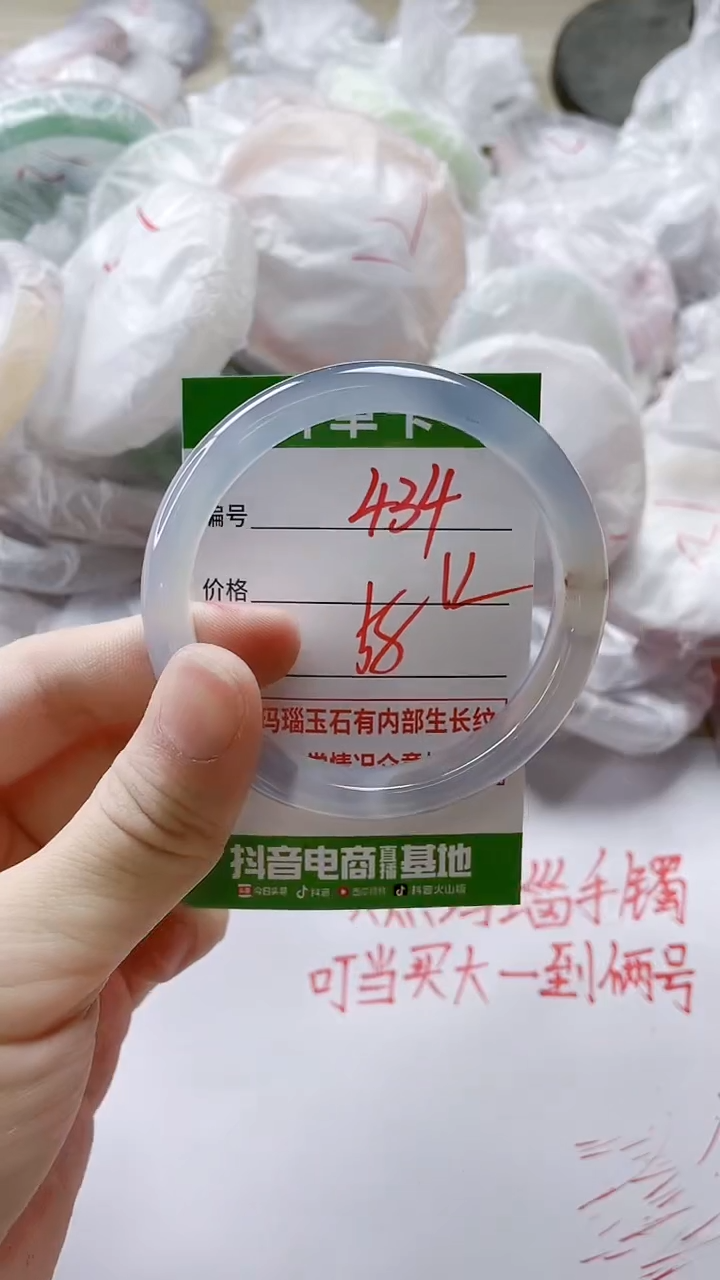 编号 434
价格
58
玛瑙玉石有内部生长纹
抖音电商直播基地
今日头条 抖音 西瓜视频 抖音火山版
玛瑙手镯
叮当买大一到俩号